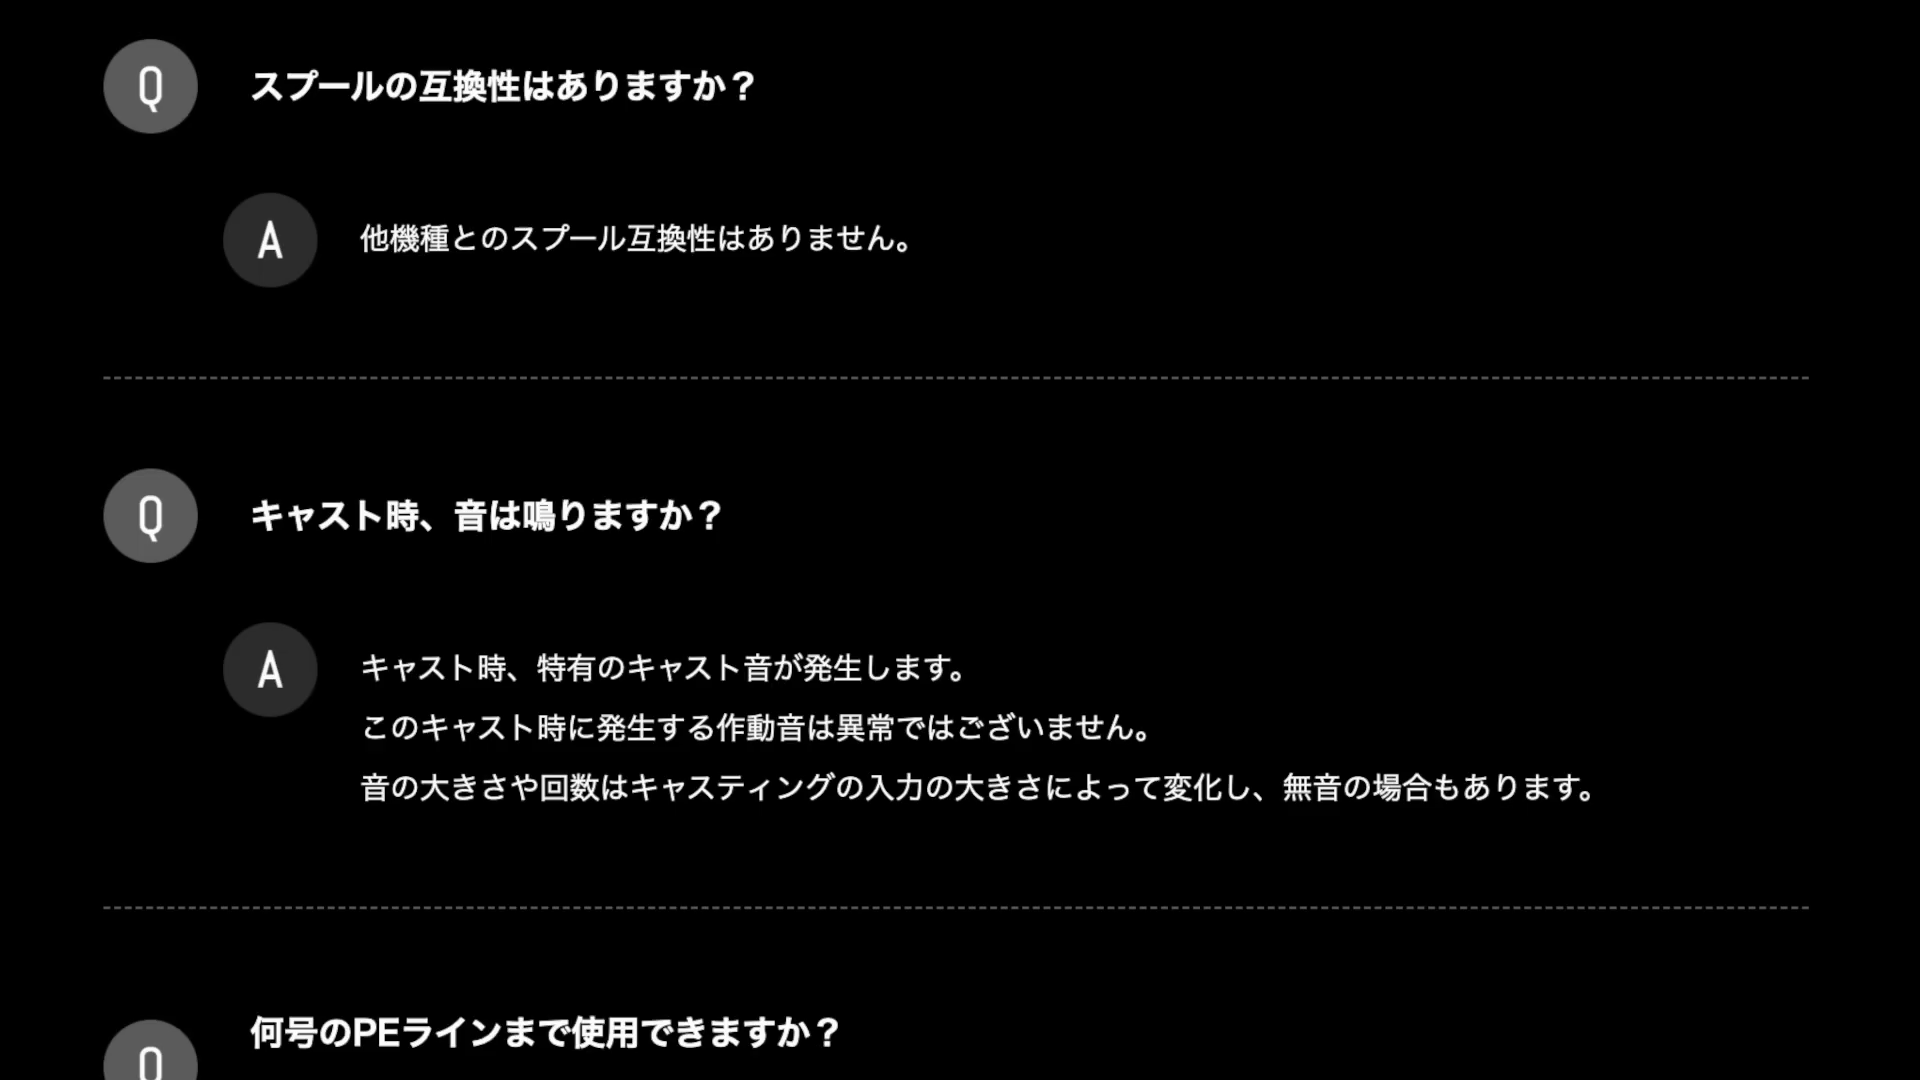 Q スプールの互換性はありますか？
A 他機種とのスプール互換性はありません。
Q キャスト時、音は鳴りますか？
A キャスト時、特有のキャスト音が発生します。
このキャスト時に発生する作動音は異常ではございません。
音の大きさや回数はキャスティングの入力の大きさによって変化し、無音の場合もあります。
Q 何号のPEラインまで使用できますか？